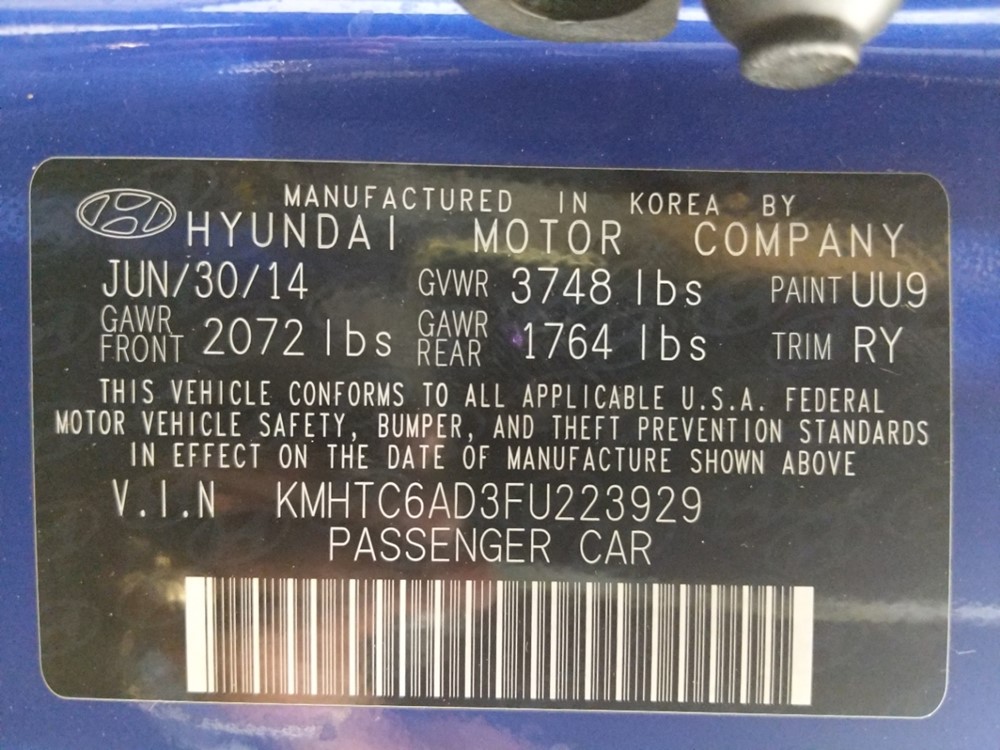 MANUFACTURED IN KOREA BY
HYUNDAI MOTOR COMPANY
JUN/30/14 GVWR 3748 lbs PAINT UU9
GAWR FRONT 2072 lbs GAWR REAR 1764 lbs TRIM RY
THIS VEHICLE CONFORMS TO ALL APPLICABLE U.S.A. FEDERAL
MOTOR VEHICLE SAFETY, BUMPER, AND THEFT PREVENTION STANDARDS
IN EFFECT ON THE DATE OF MANUFACTURE SHOWN ABOVE
V.I.N KMHTC6AD3FU223929
PASSENGER CAR